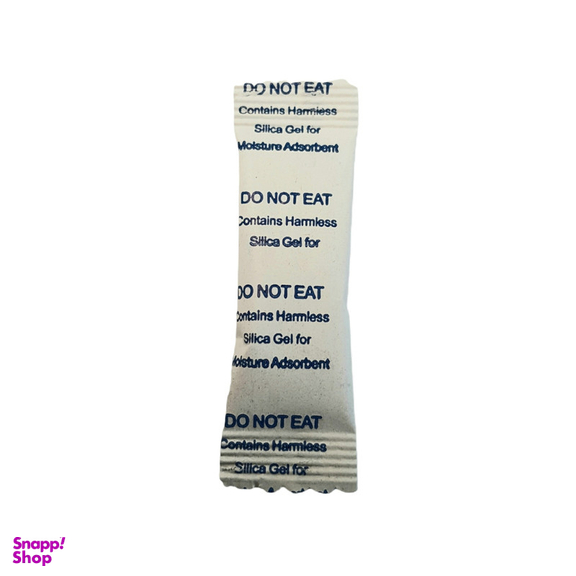 DO NOT EAT
Contains Harmless
Silica Gel for
Moisture Adsorbent
DO NOT EAT
Contains Harmless
Silica Gel for
DO NOT EAT
Contains Harmless
Silica Gel for
Moisture Adsorbent
DO NOT EAT
Contains Harmless
Silica Gel for
Snapp!
Shop